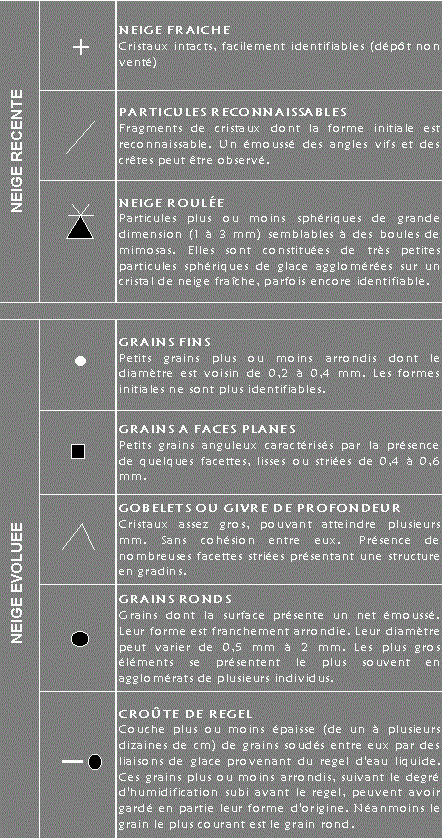 NEIGE RECENTE
NEIGE FRAICHE
Cristaux intacts, facilement identifiables (dépôt non
venté)
PARTICULES RECONNAISSABLES
Fragments de cristaux dont la forme initiale est
reconnaissable. Un émoussé des angles vifs et des
crêtes peut être observé.
NEIGE ROULÉE
Particules plus ou moins sphériques de grande
dimension (1 à 3 mm) semblables à des boules de
mimosas. Elles sont constituées de très petites
particules sphériques de glace agglomérées sur un
cristal de neige fraîche, parfois encore identifiable.
NEIGE EVOLUEE
GRAINS FINS
Petits grains plus ou moins arrondis dont le
diamètre est voisin de 0,2 à 0,4 mm. Les formes
initiales ne sont plus identifiables.
GRAINS A FACES PLANES
Petits grains anguleux caractérisés par la présence
de quelques facettes, lisses ou striées de 0,4 à 0,6
mm.
GOBELETS OU GIVRE DE PROFONDEUR
Cristaux assez gros, pouvant atteindre plusieurs
mm. Sans cohésion entre eux. Présence de
nombreuses facettes striées présentant une structure
en gradins.
GRAINS RONDS
Grains dont la surface présente un net émoussé.
Leur forme est franchement arrondie. Leur diamètre
peut varier de 0,5 mm à 2 mm. Les plus gros
éléments se présentent le plus souvent en
agglomérats de plusieurs individus.
CROÛTE DE REGEL
Couche plus ou moins épaisse (de un à plusieurs
dizaines de cm) de grains soudés entre eux par des
liaisons de glace provenant du regel d'eau liquide.
Ces grains plus ou moins arrondis, suivant le degré
d'humidification subi avant le regel, peuvent avoir
gardé en partie leur forme d'origine. Néanmoins le
grain le plus courant est le grain rond.